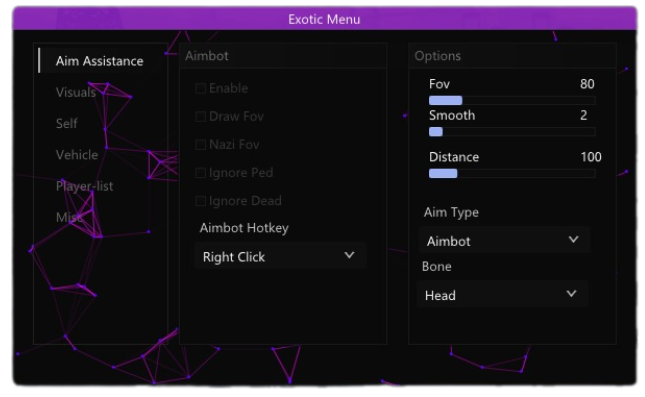 Exotic Menu
Aim Assistance
Visuals
Self
Vehicle
Player-list
Misc
Aimbot
Enable
Draw Fov
Nazi Fov
Ignore Ped
Ignore Dead
Aimbot Hotkey
Right Click
Options
Fov 80
Smooth 2
Distance 100
Aim Type
Aimbot
Bone
Head